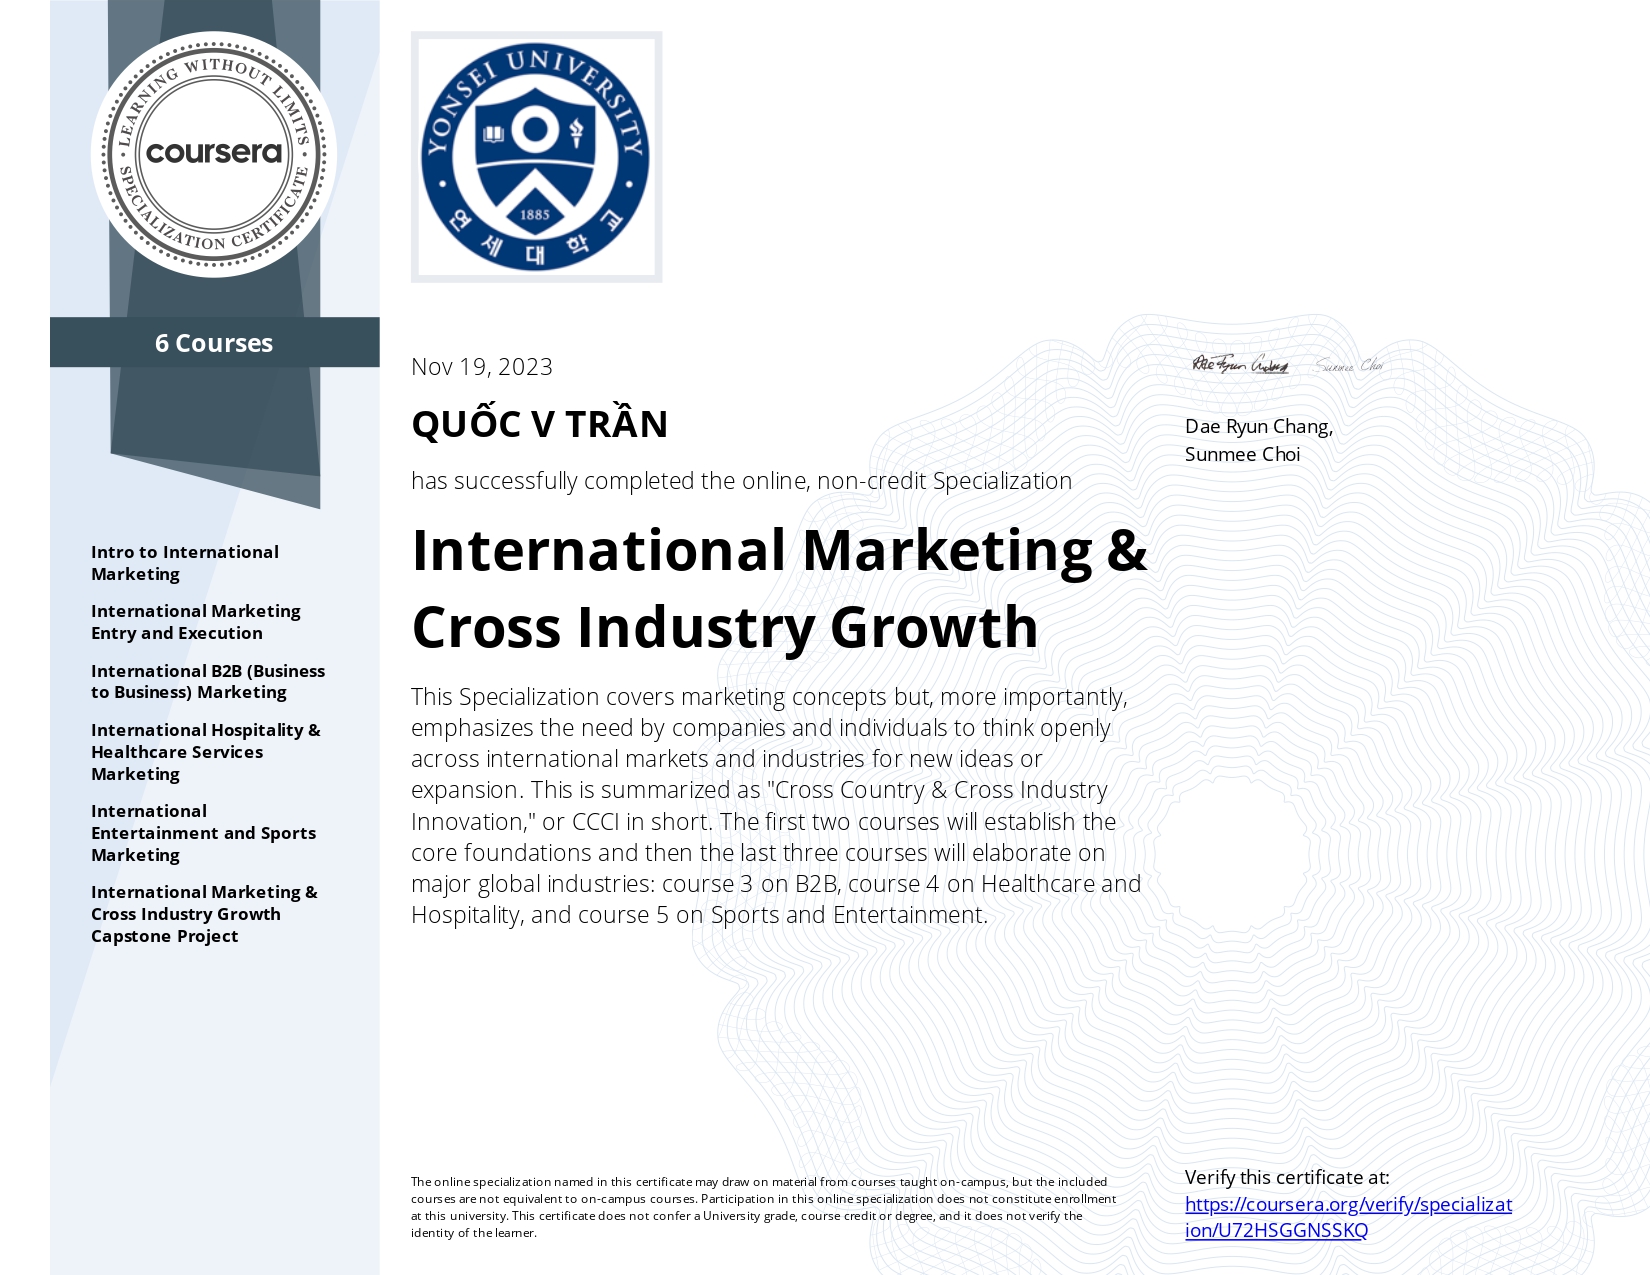 LEARNING WITHOUT LIMITS
coursera
SPECIALIZATION CERTIFICATE
6 Courses
Intro to International
Marketing
International Marketing
Entry and Execution
International B2B (Business
to Business) Marketing
International Hospitality &
Healthcare Services
Marketing
International
Entertainment and Sports
Marketing
International Marketing &
Cross Industry Growth
Capstone Project
YONSEI UNIVERSITY
1885
연세대학교
Nov 19, 2023
QUỐC V TRẦN
has successfully completed the online, non-credit Specialization
International Marketing &
Cross Industry Growth
This Specialization covers marketing concepts but, more importantly,
emphasizes the need by companies and individuals to think openly
across international markets and industries for new ideas or
expansion. This is summarized as "Cross Country & Cross Industry
Innovation," or CCCI in short. The first two courses will establish the
core foundations and then the last three courses will elaborate on
major global industries: course 3 on B2B, course 4 on Healthcare and
Hospitality, and course 5 on Sports and Entertainment.
Dae Ryun Chang Sunmee Choi
Dae Ryun Chang,
Sunmee Choi
The online specialization named in this certificate may draw on material from courses taught on-campus, but the included
courses are not equivalent to on-campus courses. Participation in this online specialization does not constitute enrollment
at this university. This certificate does not confer a University grade, course credit or degree, and it does not verify the
identity of the learner.
Verify this certificate at:
https://coursera.org/verify/specializat
ion/U72HSGGNSSKQ